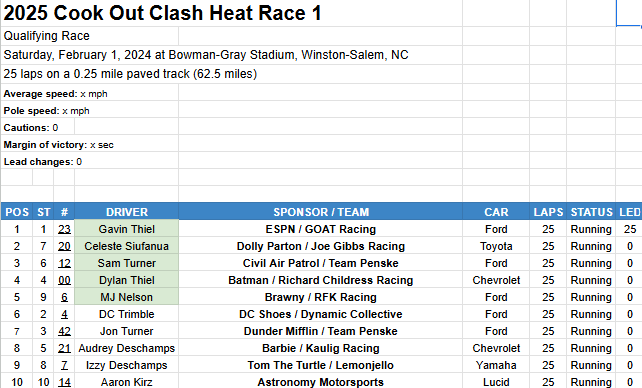 2025 Cook Out Clash Heat Race 1
Qualifying Race
Saturday, February 1, 2024 at Bowman-Gray Stadium, Winston-Salem, NC
25 laps on a 0.25 mile paved track (62.5 miles)
Average speed: x mph
Pole speed: x mph
Cautions: 0
Margin of victory: x sec
Lead changes: 0
POS ST # DRIVER SPONSOR / TEAM CAR LAPS STATUS LED
1 1 23 Gavin Thiel ESPN / GOAT Racing Ford 25 Running 25
2 7 20 Celeste Siufanua Dolly Parton / Joe Gibbs Racing Toyota 25 Running 0
3 6 12 Sam Turner Civil Air Patrol / Team Penske Ford 25 Running 0
4 4 00 Dylan Thiel Batman / Richard Childress Racing Chevrolet 25 Running 0
5 9 6 MJ Nelson Brawny / RFK Racing Ford 25 Running 0
6 2 4 DC Trimble DC Shoes / Dynamic Collective Ford 25 Running 0
7 3 42 Jon Turner Dunder Mifflin / Team Penske Ford 25 Running 0
8 5 21 Audrey Deschamps Barbie / Kaulig Racing Chevrolet 25 Running 0
9 8 7 Izzy Deschamps Tom The Turtle / Lemonjello Yamaha 25 Running 0
10 10 14 Aaron Kirz Astronomy Motorsports Lucid 25 Running 0